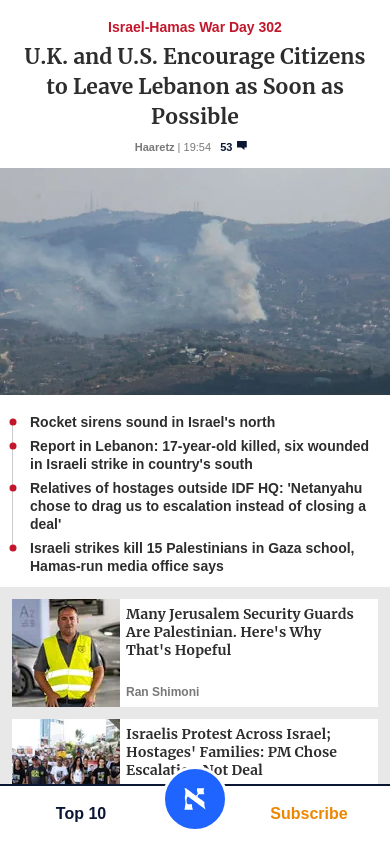 Israel-Hamas War Day 302
U.K. and U.S. Encourage Citizens
to Leave Lebanon as Soon as
Possible
Haaretz | 19:54 53
Rocket sirens sound in Israel's north
Report in Lebanon: 17-year-old killed, six wounded
in Israeli strike in country's south
Relatives of hostages outside IDF HQ: 'Netanyahu
chose to drag us to escalation instead of closing a
deal'
Israeli strikes kill 15 Palestinians in Gaza school,
Hamas-run media office says
A2
Many Jerusalem Security Guards
Are Palestinian. Here's Why
That's Hopeful
Ran Shimoni
Israelis Protest Across Israel;
Hostages' Families: PM Chose
Escalation Not Deal
Top 10
Subscribe